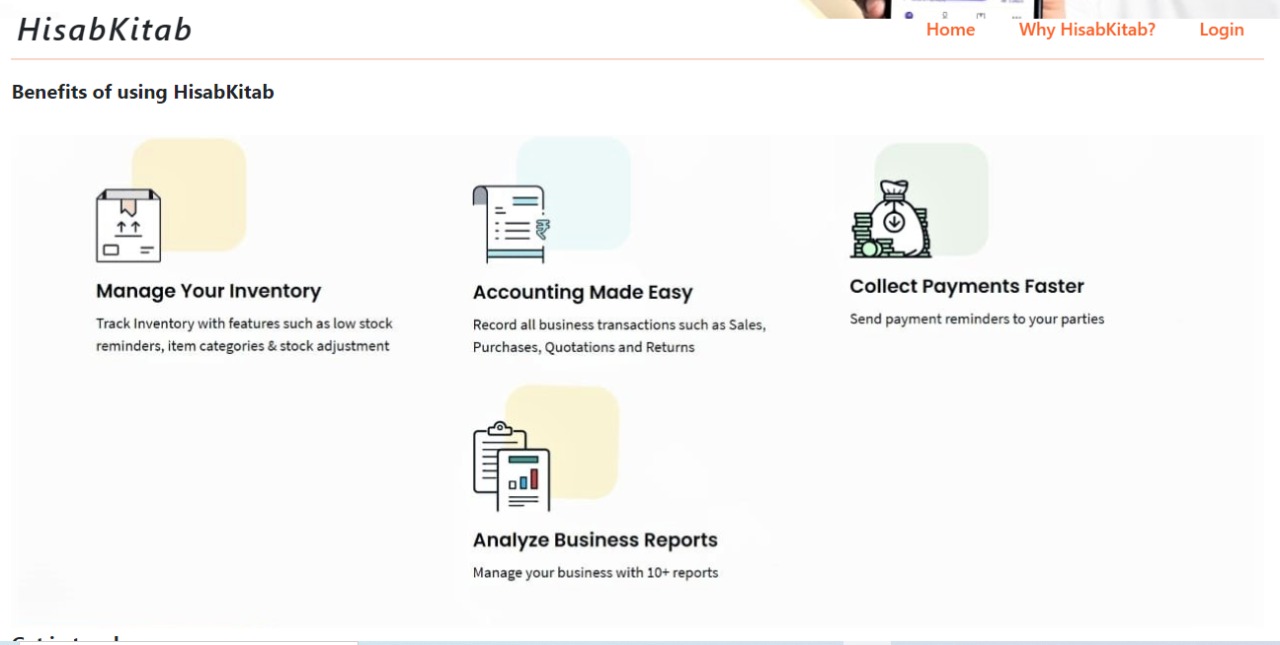 HisabKitab
Home
Why HisabKitab?
Login
Benefits of using HisabKitab
Manage Your Inventory
Track Inventory with features such as low stock
reminders, item categories & stock adjustment
Accounting Made Easy
Record all business transactions such as Sales,
Purchases, Quotations and Returns
Collect Payments Faster
Send payment reminders to your parties
Analyze Business Reports
Manage your business with 10+ reports